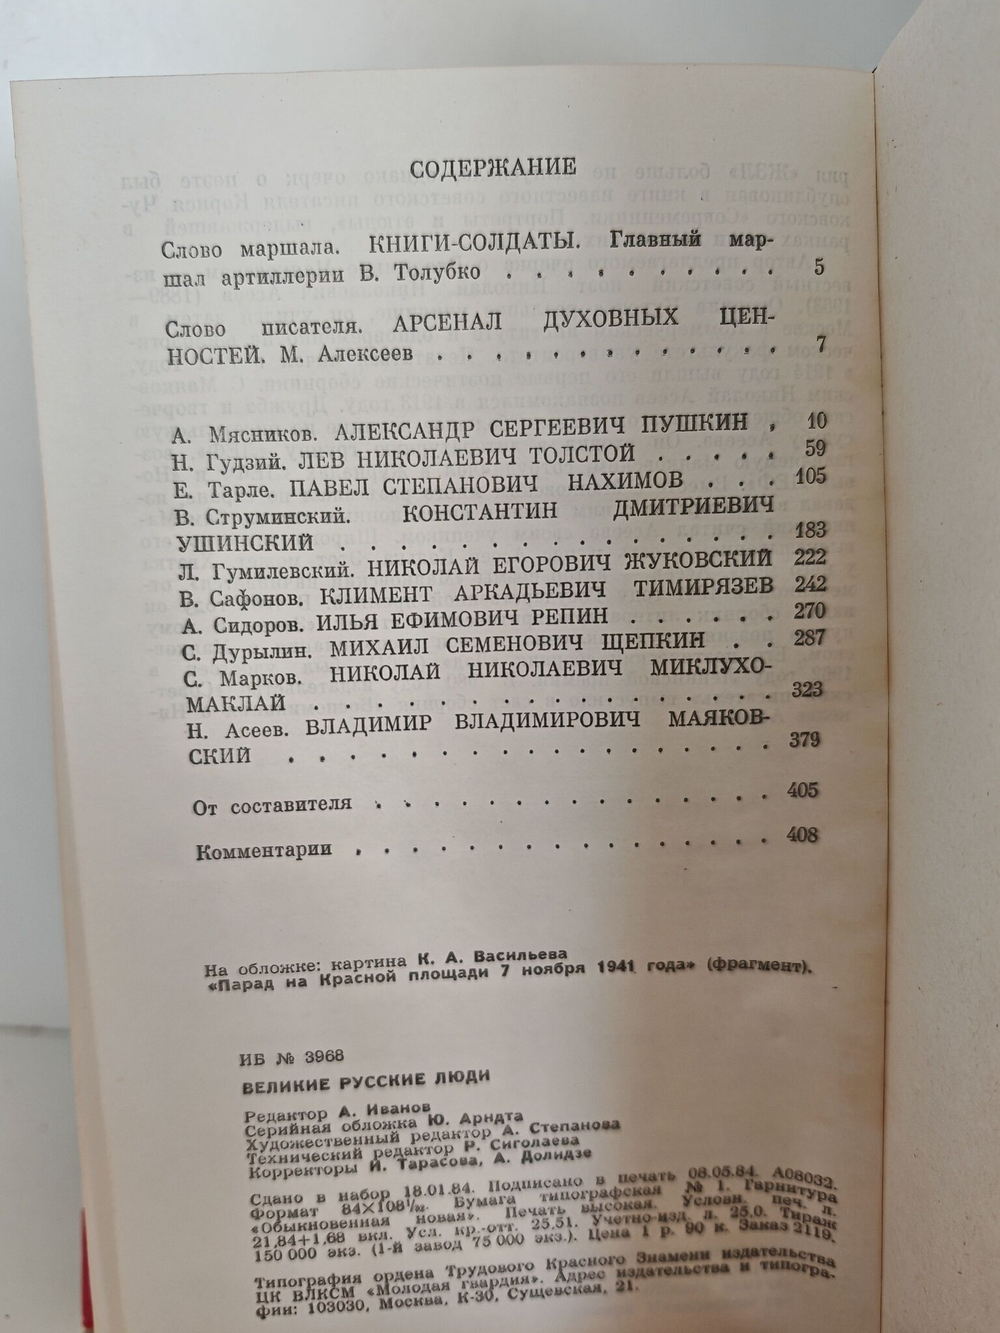 СОДЕРЖАНИЕ
Слово маршала. КНИГИ-СОЛДАТЫ. Главный мар-
шал артиллерии В. Толубко . . . . . . . . . . 5
Слово писателя. АРСЕНАЛ ДУХОВНЫХ ЦЕН-
НОСТЕЙ. М. Алексеев . . . . . . . . . . . . 7
А. Мясников. АЛЕКСАНДР СЕРГЕЕВИЧ ПУШКИН . 10
Н. Гудзий. ЛЕВ НИКОЛАЕВИЧ ТОЛСТОЙ . . . . . 59
Е. Тарле. ПАВЕЛ СТЕПАНОВИЧ НАХИМОВ . . . 105
В. Струминский. КОНСТАНТИН ДМИТРИЕВИЧ
УШИНСКИЙ . . . . . . . . . . . . . . . . 183
Л. Гумилевский. НИКОЛАЙ ЕГОРОВИЧ ЖУКОВСКИЙ 222
В. Сафонов. КЛИМЕНТ АРКАДЬЕВИЧ ТИМИРЯЗЕВ 242
А. Сидоров. ИЛЬЯ ЕФИМОВИЧ РЕПИН . . . . . . 270
С. Дурылин. МИХАИЛ СЕМЕНОВИЧ ЩЕПКИН . . 287
С. Марков. НИКОЛАЙ НИКОЛАЕВИЧ МИКЛУХО-
МАКЛАЙ . . . . . . . . . . . . . . . . . . 323
Н. Асеев. ВЛАДИМИР ВЛАДИМИРОВИЧ МАЯКОВ-
СКИЙ . . . . . . . . . . . . . . . . 379
От составителя . . . . . . . . . . . . . . 405
Комментарии . . . . . . . . . . . . . . . 408
На обложке: картина К. А. Васильева
«Парад на Красной площади 7 ноября 1941 года» (фрагмент).
ИБ № 3968
ВЕЛИКИЕ РУССКИЕ ЛЮДИ
Редактор А. Иванов
Серийная обложка Ю. Арндта
Художественный редактор А. Степанова
Технический редактор Р. Сиголаева
Корректоры И. Тарасова, А. Долидзе
Сдано в набор 18.01.84. Подписано в печать 08.05.84. А08032.
Формат 84×108¹/₃₂. Бумага типографская № 1. Гарнитура
«Обыкновенная новая». Печать высокая. Условн. печ. л.
21,84+1,68 вкл. Усл. кр.-отт. 25,51. Учетно-изд. л. 25,0. Тираж
150 000 экз. (1-й завод 75 000 экз.). Цена 1 р. 90 к. Заказ 2119.
Типография ордена Трудового Красного Знамени издательства
ЦК ВЛКСМ «Молодая гвардия». Адрес издательства и типогра-
фии: 103030, Москва, К-30, Сущевская, 21.